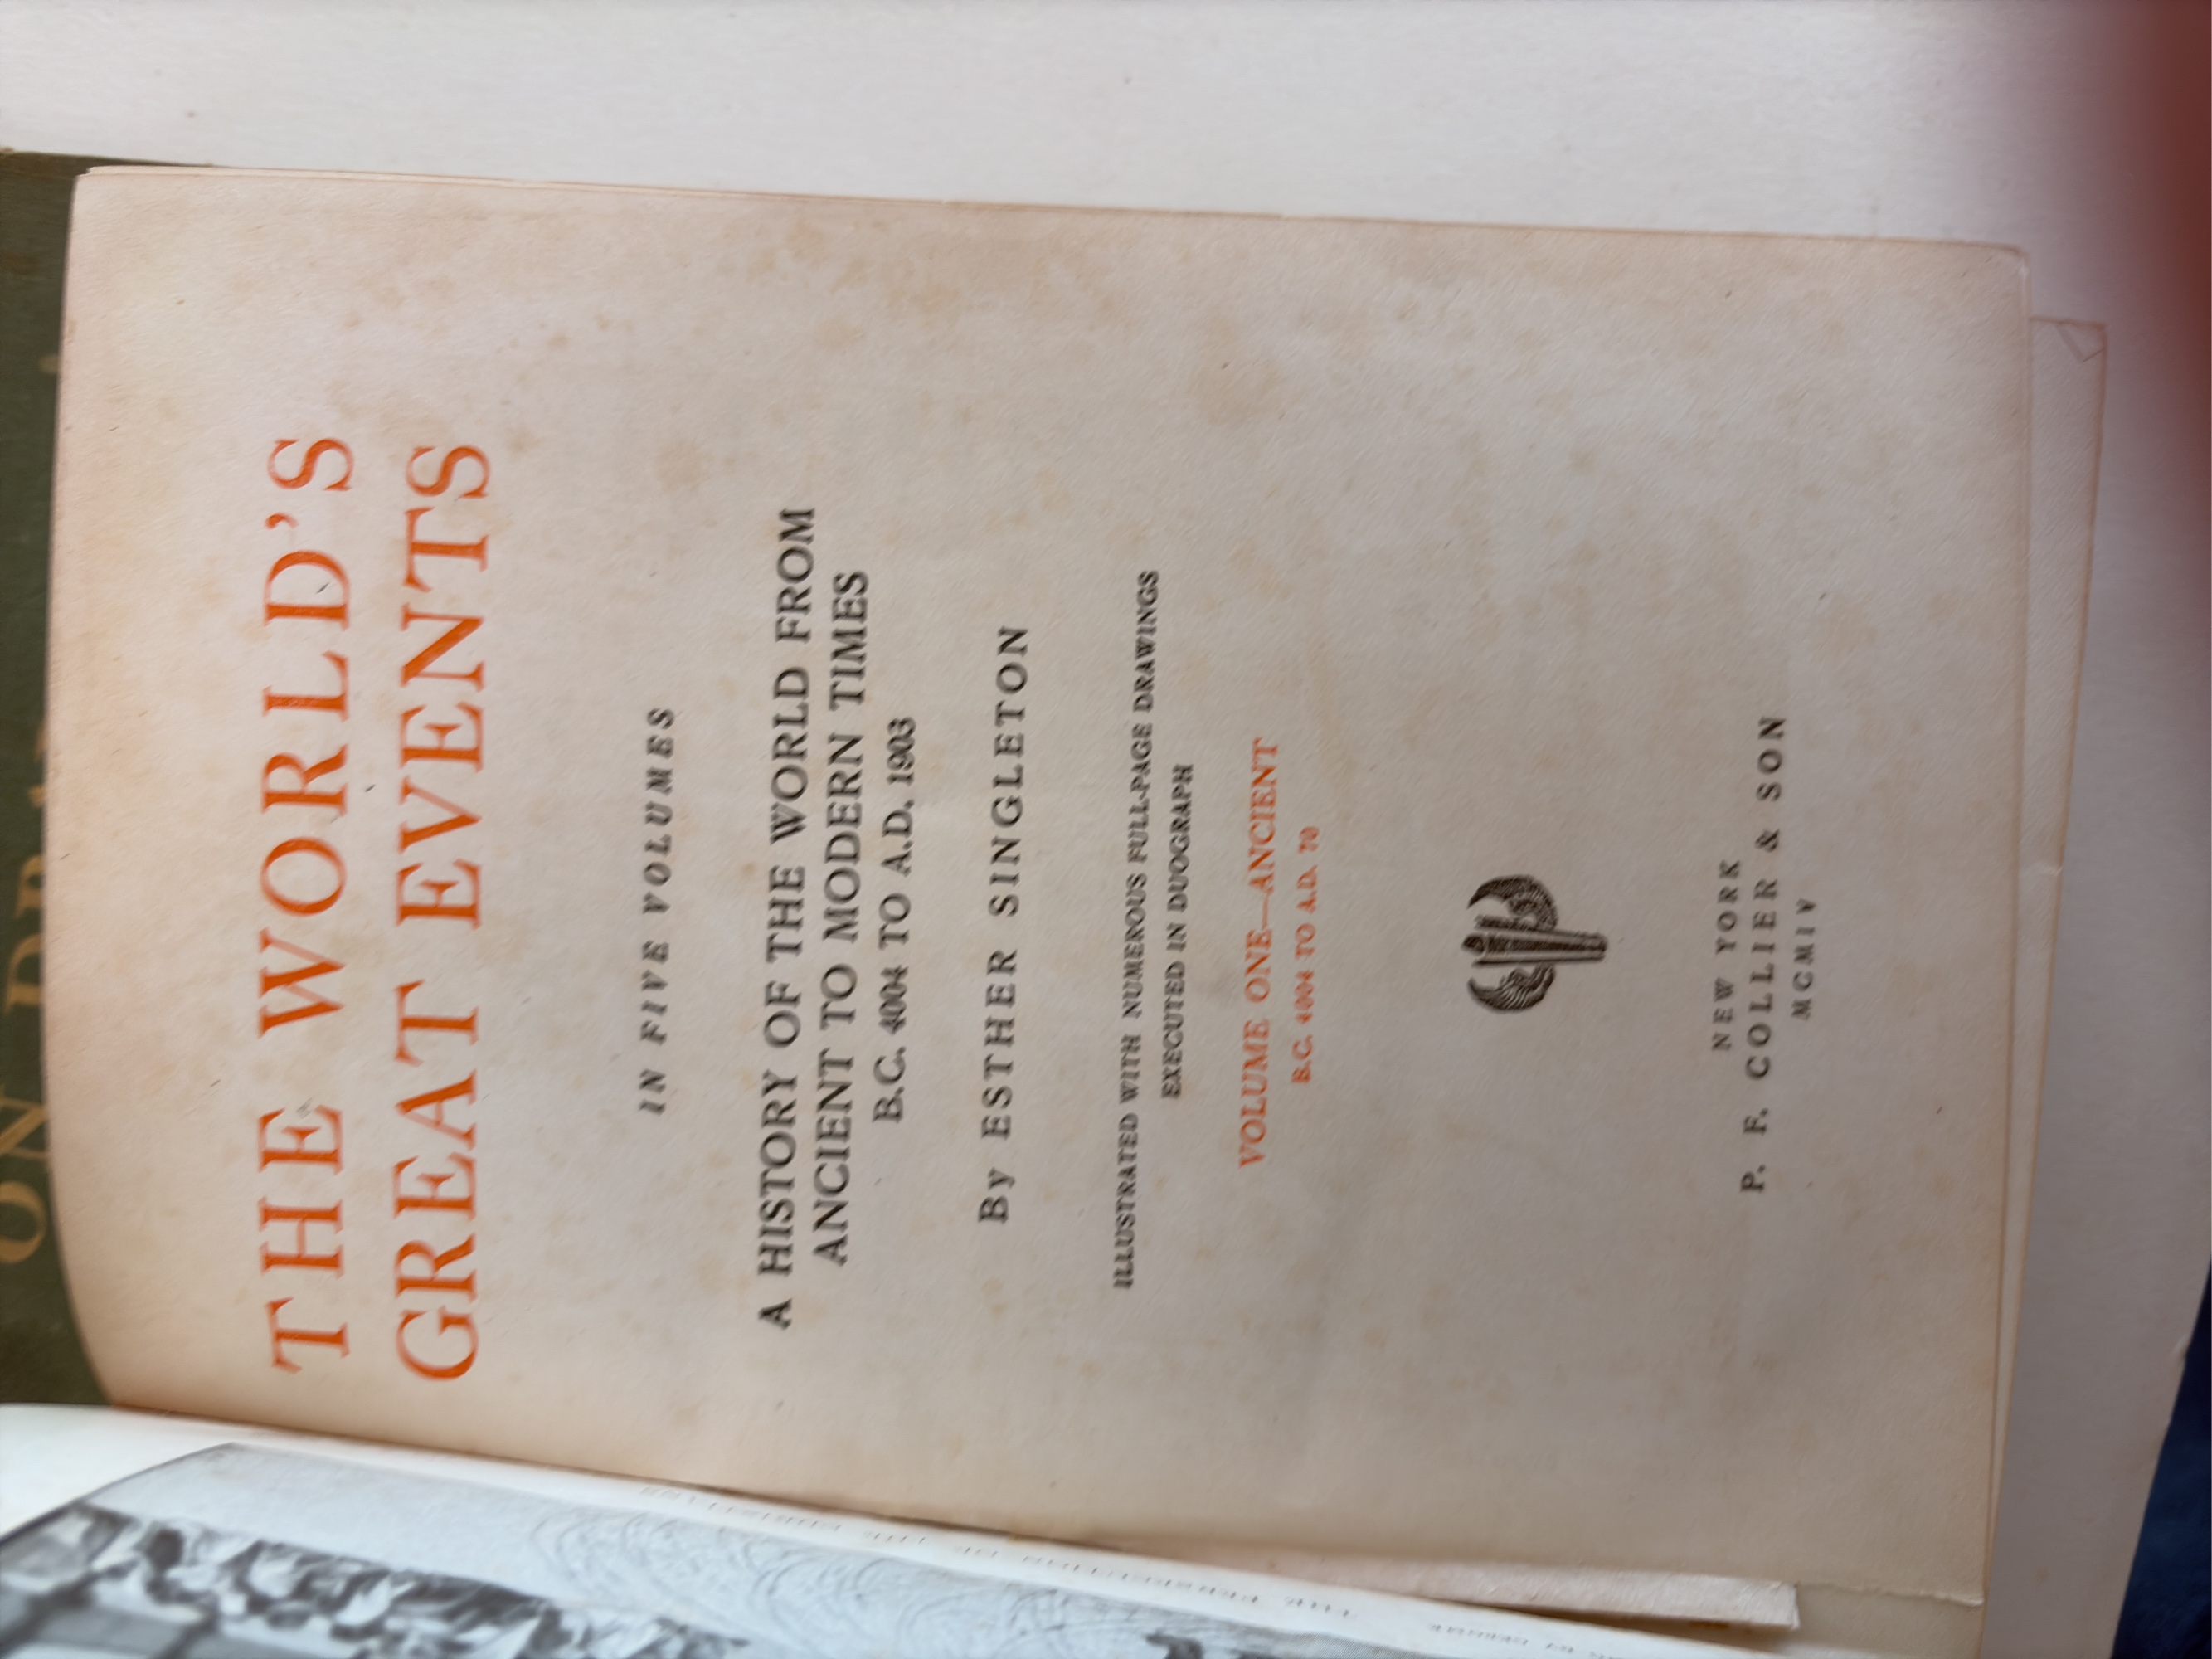 THE WORLD'S
GREAT EVENTS
IN FIVE VOLUMES
A HISTORY OF THE WORLD FROM
ANCIENT TO MODERN TIMES
B.C. 4004 TO A.D. 1903
By ESTHER SINGLETON
ILLUSTRATED WITH NUMEROUS FULL-PAGE DRAWINGS
EXECUTED IN DUOGRAPH
VOLUME ONE—ANCIENT
B.C. 4004 TO A.D. 70
NEW YORK
P. F. COLLIER & SON
MCMIV